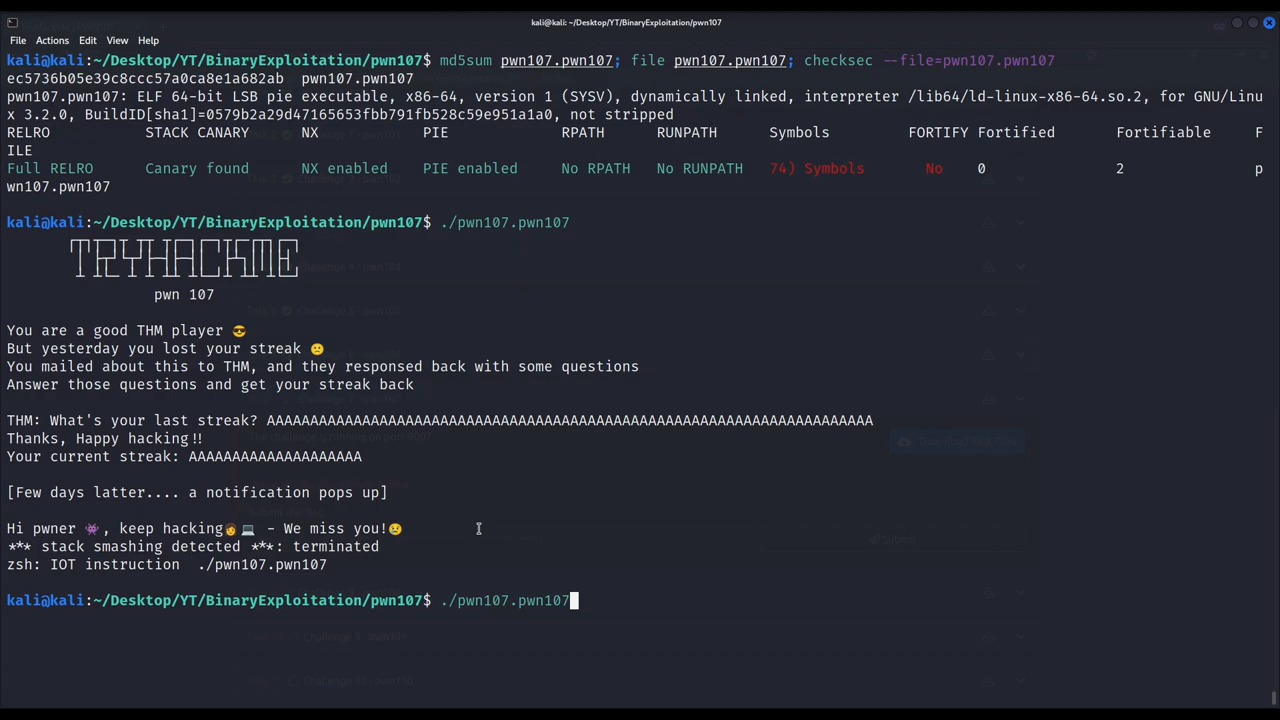 kali@kali: ~/Desktop/YT/BinaryExploitation/pwn107
File Actions Edit View Help
kali@kali:~/Desktop/YT/BinaryExploitation/pwn107$ md5sum pwn107.pwn107; file pwn107.pwn107; checksec --file=pwn107.pwn107
ec5736b05e39c8ccc57a0ca8e1a682ab  pwn107.pwn107
pwn107.pwn107: ELF 64-bit LSB pie executable, x86-64, version 1 (SYSV), dynamically linked, interpreter /lib64/ld-linux-x86-64.so.2, for GNU/Linu
x 3.2.0, BuildID[sha1]=0579b2a29d47165653fbb791fb528c59e951a1a0, not stripped
RELRO STACK CANARY NX PIE RPATH RUNPATH Symbols FORTIFY Fortified Fortifiable F
ILE
Full RELRO Canary found NX enabled PIE enabled No RPATH No RUNPATH 74) Symbols No 0 2 p
wn107.pwn107
kali@kali:~/Desktop/YT/BinaryExploitation/pwn107$ ./pwn107.pwn107
TRYHACKME
pwn 107
You are a good THM player 😎
But yesterday you lost your streak 🙁
You mailed about this to THM, and they responsed back with some questions
Answer those questions and get your streak back
THM: What's your last streak? AAAAAAAAAAAAAAAAAAAAAAAAAAAAAAAAAAAAAAAAAAAAAAAAAAAAAAAAAAAAAAAAAAAAAA
Thanks, Happy hacking!!
Your current streak: AAAAAAAAAAAAAAAAAAAA
[Few days latter.... a notification pops up]
Hi pwner 👾, keep hacking👩💻 - We miss you!😢
*** stack smashing detected ***: terminated
zsh: IOT instruction  ./pwn107.pwn107
kali@kali:~/Desktop/YT/BinaryExploitation/pwn107$ ./pwn107.pwn107